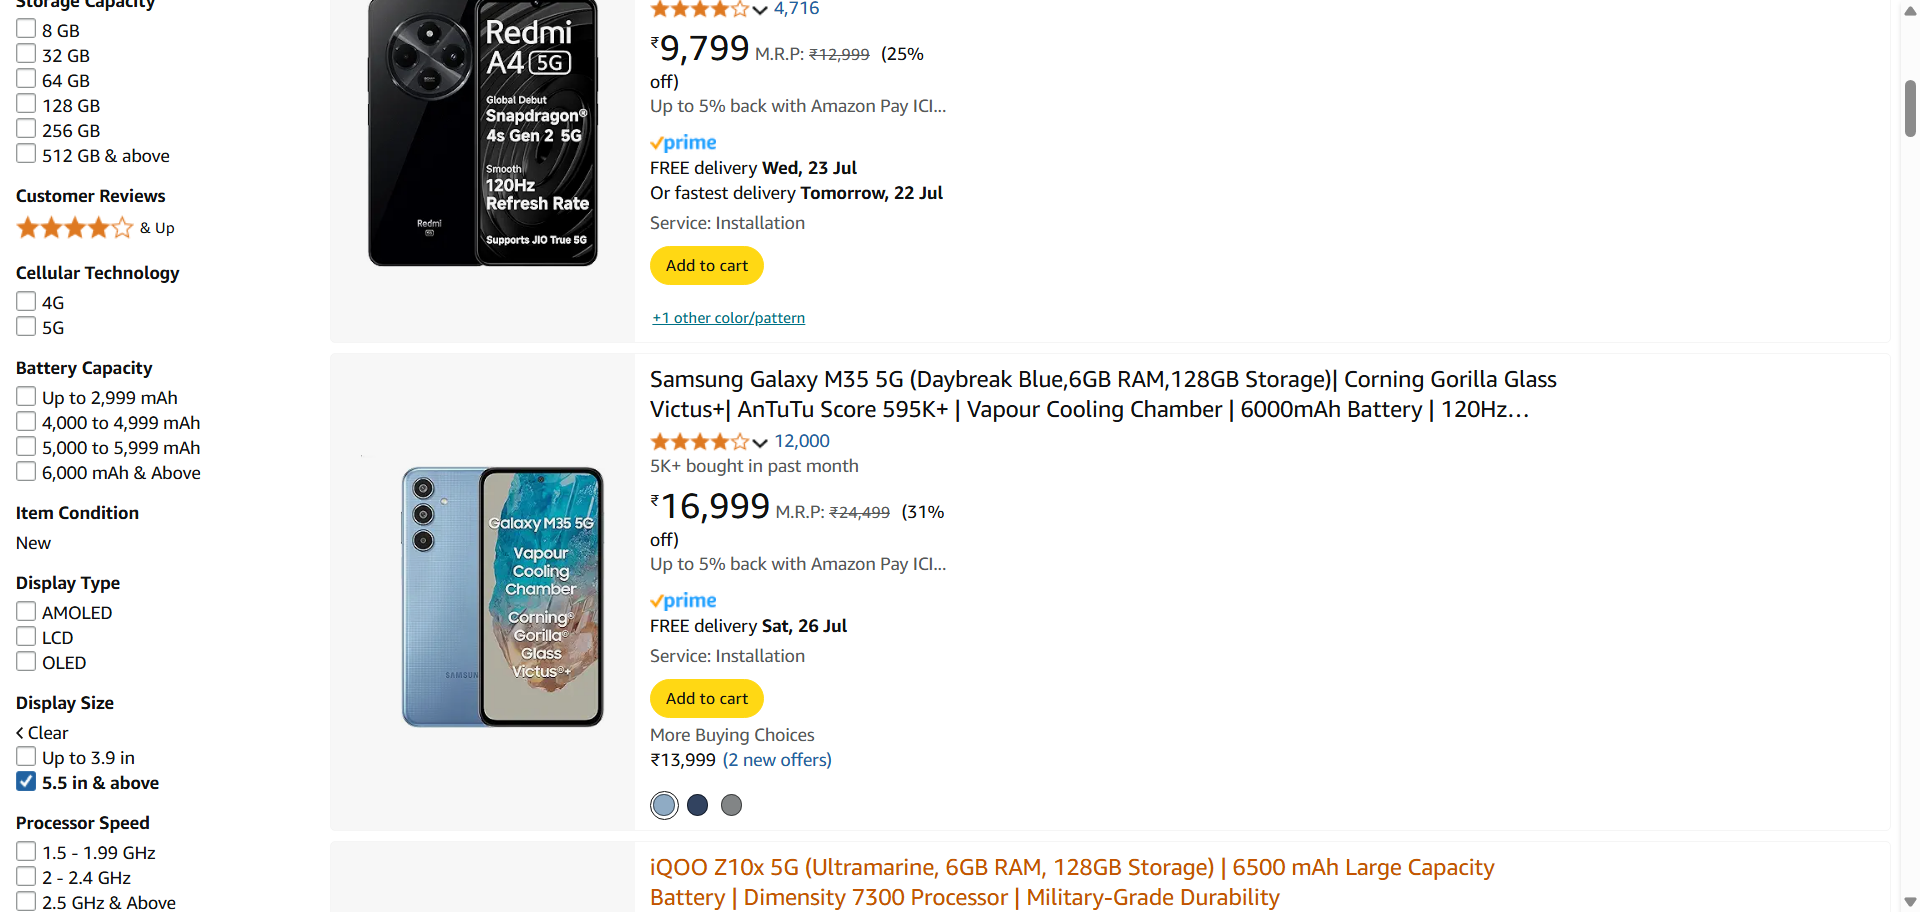 Storage Capacity
8 GB
32 GB
64 GB
128 GB
256 GB
512 GB & above
Customer Reviews
& Up
Cellular Technology
4G
5G
Battery Capacity
Up to 2,999 mAh
4,000 to 4,999 mAh
5,000 to 5,999 mAh
6,000 mAh & Above
Item Condition
New
Display Type
AMOLED
LCD
OLED
Display Size
Clear
Up to 3.9 in
5.5 in & above
Processor Speed
1.5 - 1.99 GHz
2 - 2.4 GHz
2.5 GHz & Above
Redmi
A4 5G
Global Debut
Snapdragon®
4s Gen 2 5G
Smooth
120Hz
Refresh Rate
Supports JIO True 5G
Redmi
5G
4,716
₹9,799 M.R.P: ₹12,999 (25%
off)
Up to 5% back with Amazon Pay ICI...
prime
FREE delivery Wed, 23 Jul
Or fastest delivery Tomorrow, 22 Jul
Service: Installation
Add to cart
+1 other color/pattern
Galaxy M35 5G
Vapour
Cooling
Chamber
Corning®
Gorilla®
Glass
Victus®+
SAMSUN
Samsung Galaxy M35 5G (Daybreak Blue,6GB RAM,128GB Storage)| Corning Gorilla Glass
Victus+| AnTuTu Score 595K+ | Vapour Cooling Chamber | 6000mAh Battery | 120Hz...
12,000
5K+ bought in past month
₹16,999 M.R.P: ₹24,499 (31%
off)
Up to 5% back with Amazon Pay ICI...
prime
FREE delivery Sat, 26 Jul
Service: Installation
Add to cart
More Buying Choices
₹13,999 (2 new offers)
iQOO Z10x 5G (Ultramarine, 6GB RAM, 128GB Storage) | 6500 mAh Large Capacity
Battery | Dimensity 7300 Processor | Military-Grade Durability